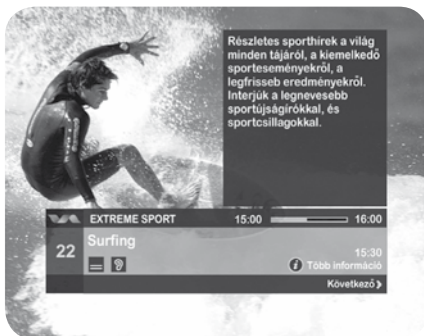 Részletes sporthírek a világ
minden tájáról, a kiemelkedő
sporteseményekről, a
legfrisseb eredményekről.
Interjúk a legnevesebb
sportújságírókkal, és
sportcsillagokkal.
EXTREME SPORT 15:00 16:00
22 Surfing
15:30
i Több információ
Következő